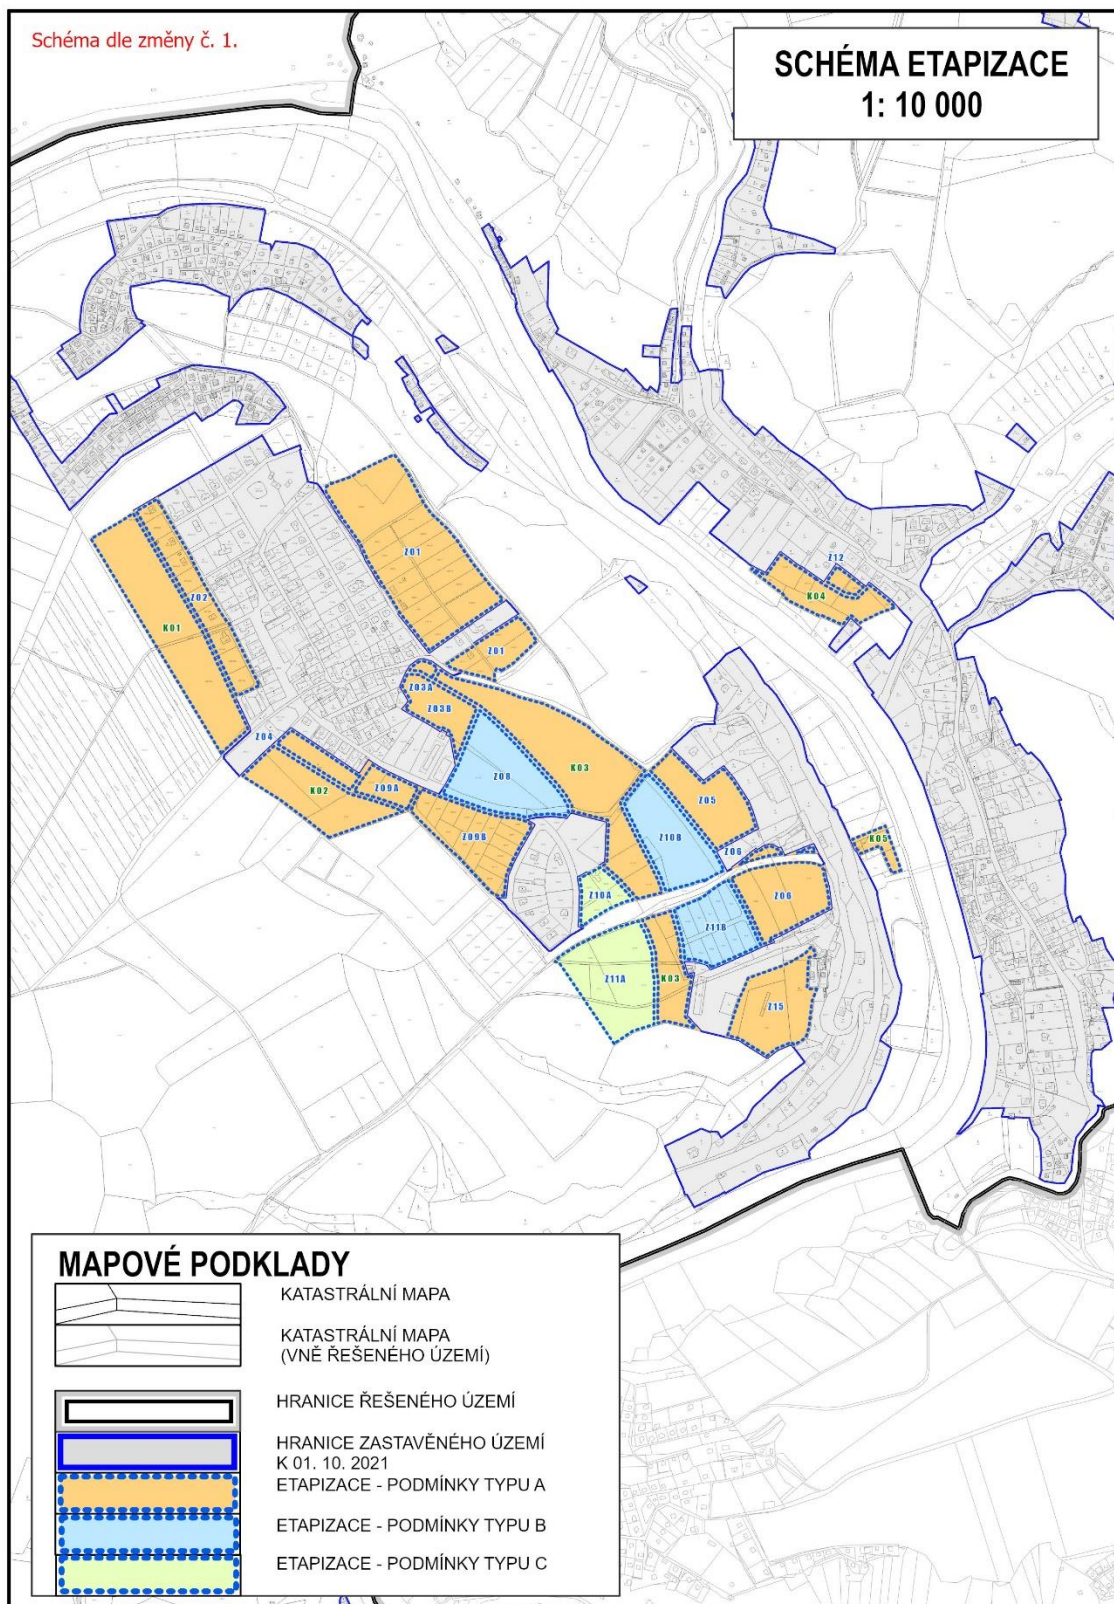 Schéma dle změny č. 1.
SCHÉMA ETAPIZACE
1: 10 000
Z01
Z02
K01
Z12
K04
Z01
Z03A
Z03B
Z04
K02
Z08
K03
Z09A
Z05
Z09B
Z10B
K05
Z06
Z10A
Z06
Z11B
Z11A
K03
Z15
MAPOVÉ PODKLADY
KATASTRÁLNÍ MAPA
KATASTRÁLNÍ MAPA
(VNĚ ŘEŠENÉHO ÚZEMÍ)
HRANICE ŘEŠENÉHO ÚZEMÍ
HRANICE ZASTAVĚNÉHO ÚZEMÍ
K 01. 10. 2021
ETAPIZACE - PODMÍNKY TYPU A
ETAPIZACE - PODMÍNKY TYPU B
ETAPIZACE - PODMÍNKY TYPU C